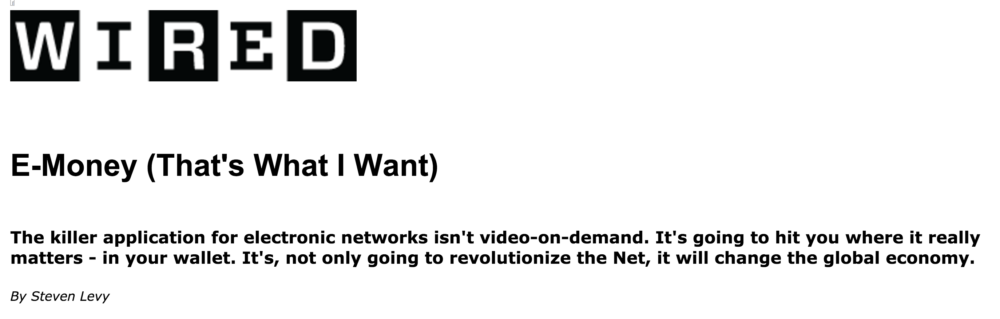 WIRED
E-Money (That's What I Want)
The killer application for electronic networks isn't video-on-demand. It's going to hit you where it really
matters - in your wallet. It's, not only going to revolutionize the Net, it will change the global economy.
By Steven Levy